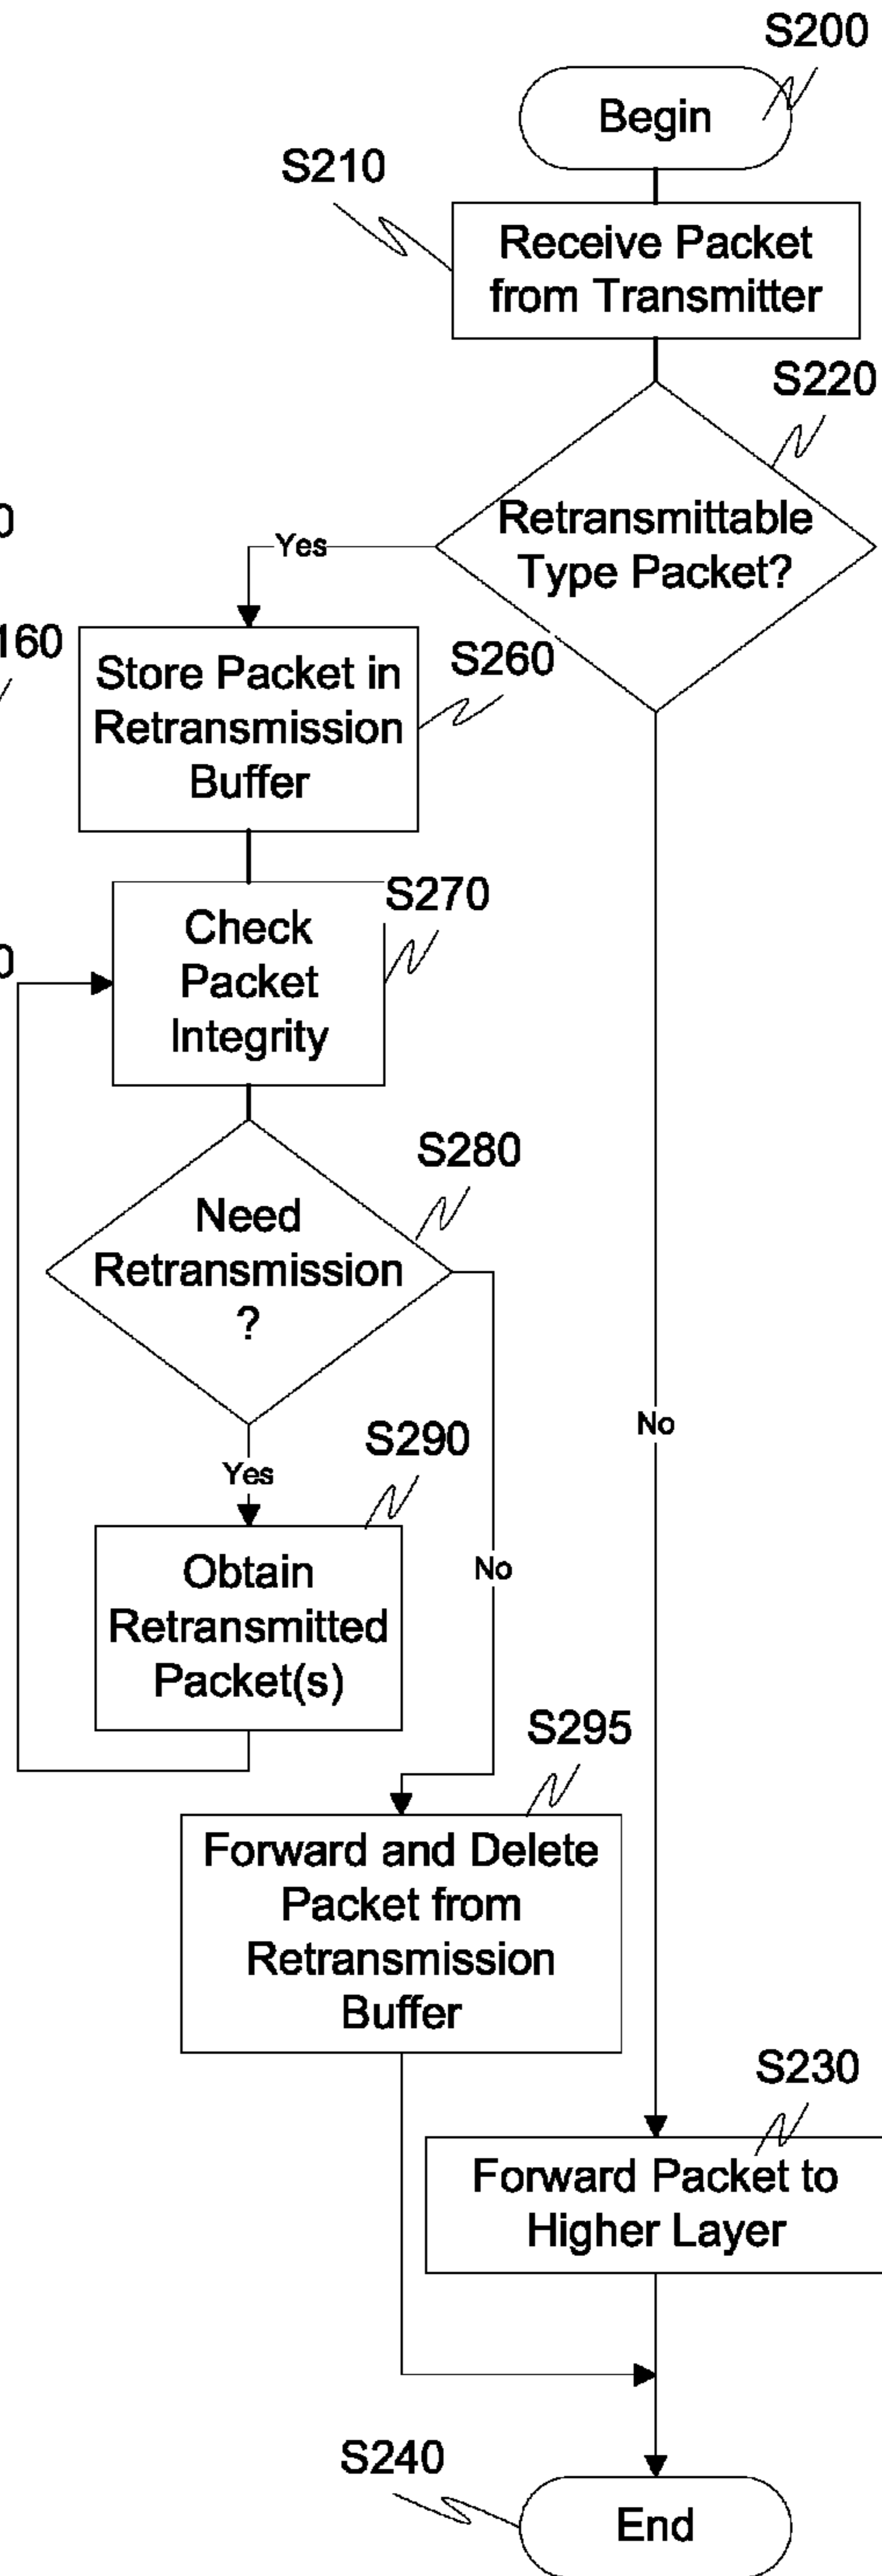 S200
Begin
S210
Receive Packet
from Transmitter
S220
Retransmittable
Type Packet?
Yes
0
160
Store Packet in
Retransmission
Buffer
S260
S270
Check
Packet
Integrity
0
S280
Need
Retransmission
?
No
Yes
S290
Obtain
Retransmitted
Packet(s)
No
S295
Forward and Delete
Packet from
Retransmission
Buffer
S230
Forward Packet to
Higher Layer
S240
End